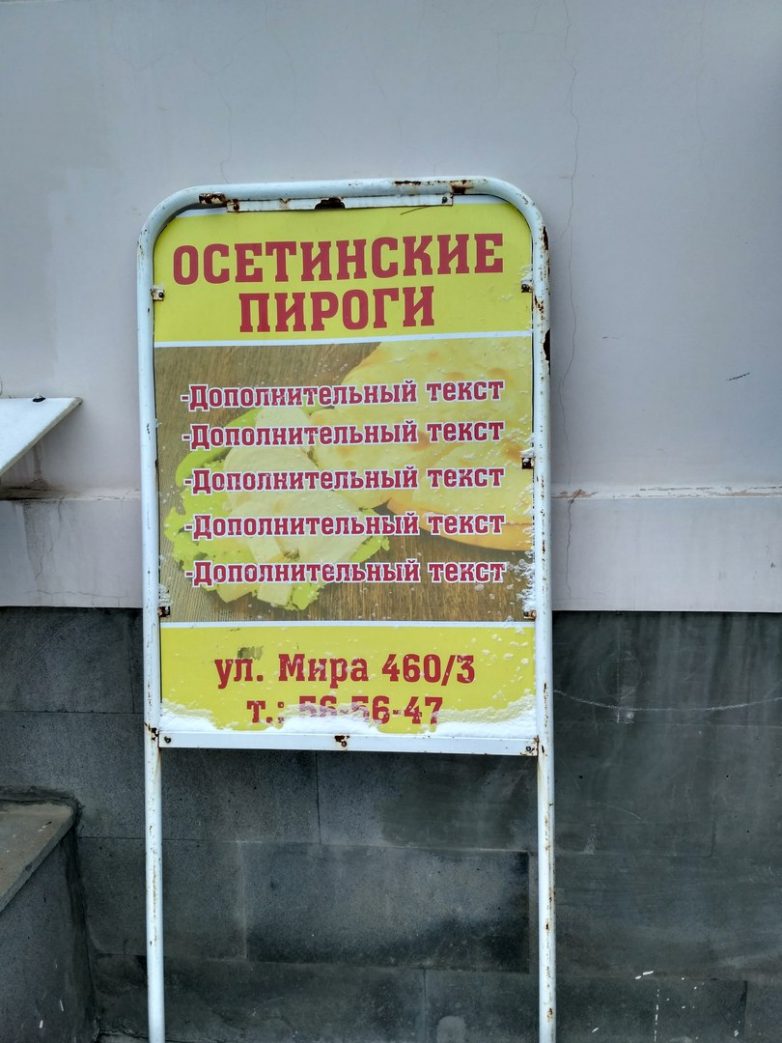 ОСЕТИНСКИЕ
ПИРОГИ
-Дополнительный текст
-Дополнительный текст
-Дополнительный текст
-Дополнительный текст
-Дополнительный текст
ул. Мира 460/3
т.: 56-56-47